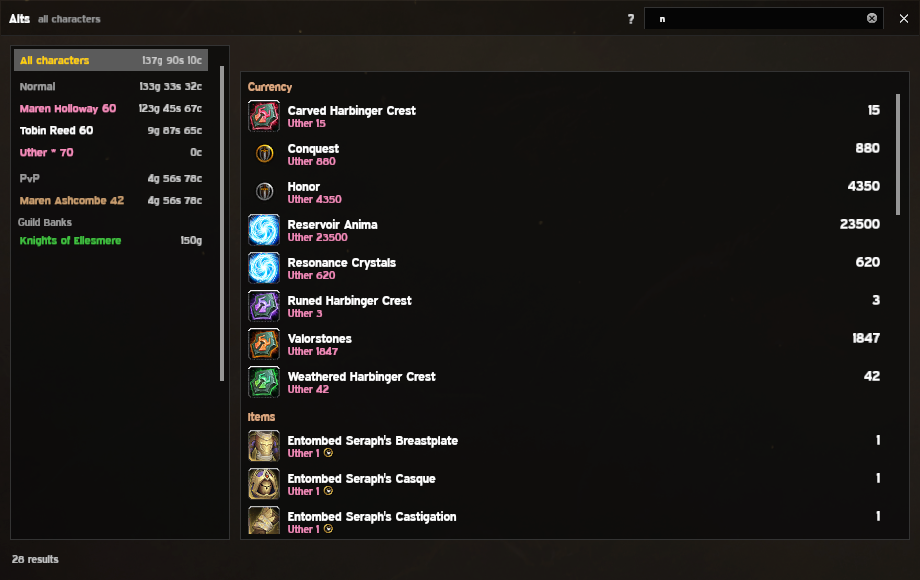 Alts all characters
?
n
All characters 137g 90s 10c
Normal 133g 33s 32c
Maren Holloway 60 123g 45s 67c
Tobin Reed 60 9g 87s 65c
Uther * 70 0c
PvP 4g 56s 78c
Maren Ashcombe 42 4g 56s 78c
Guild Banks
Knights of Ellesmere 150g
Currency
Carved Harbinger Crest 15
Uther 15
Conquest 880
Uther 880
Honor 4350
Uther 4350
Reservoir Anima 23500
Uther 23500
Resonance Crystals 620
Uther 620
Runed Harbinger Crest 3
Uther 3
Valorstones 1847
Uther 1847
Weathered Harbinger Crest 42
Uther 42
Items
Entombed Seraph's Breastplate 1
Uther 1
Entombed Seraph's Casque 1
Uther 1
Entombed Seraph's Castigation 1
Uther 1
28 results